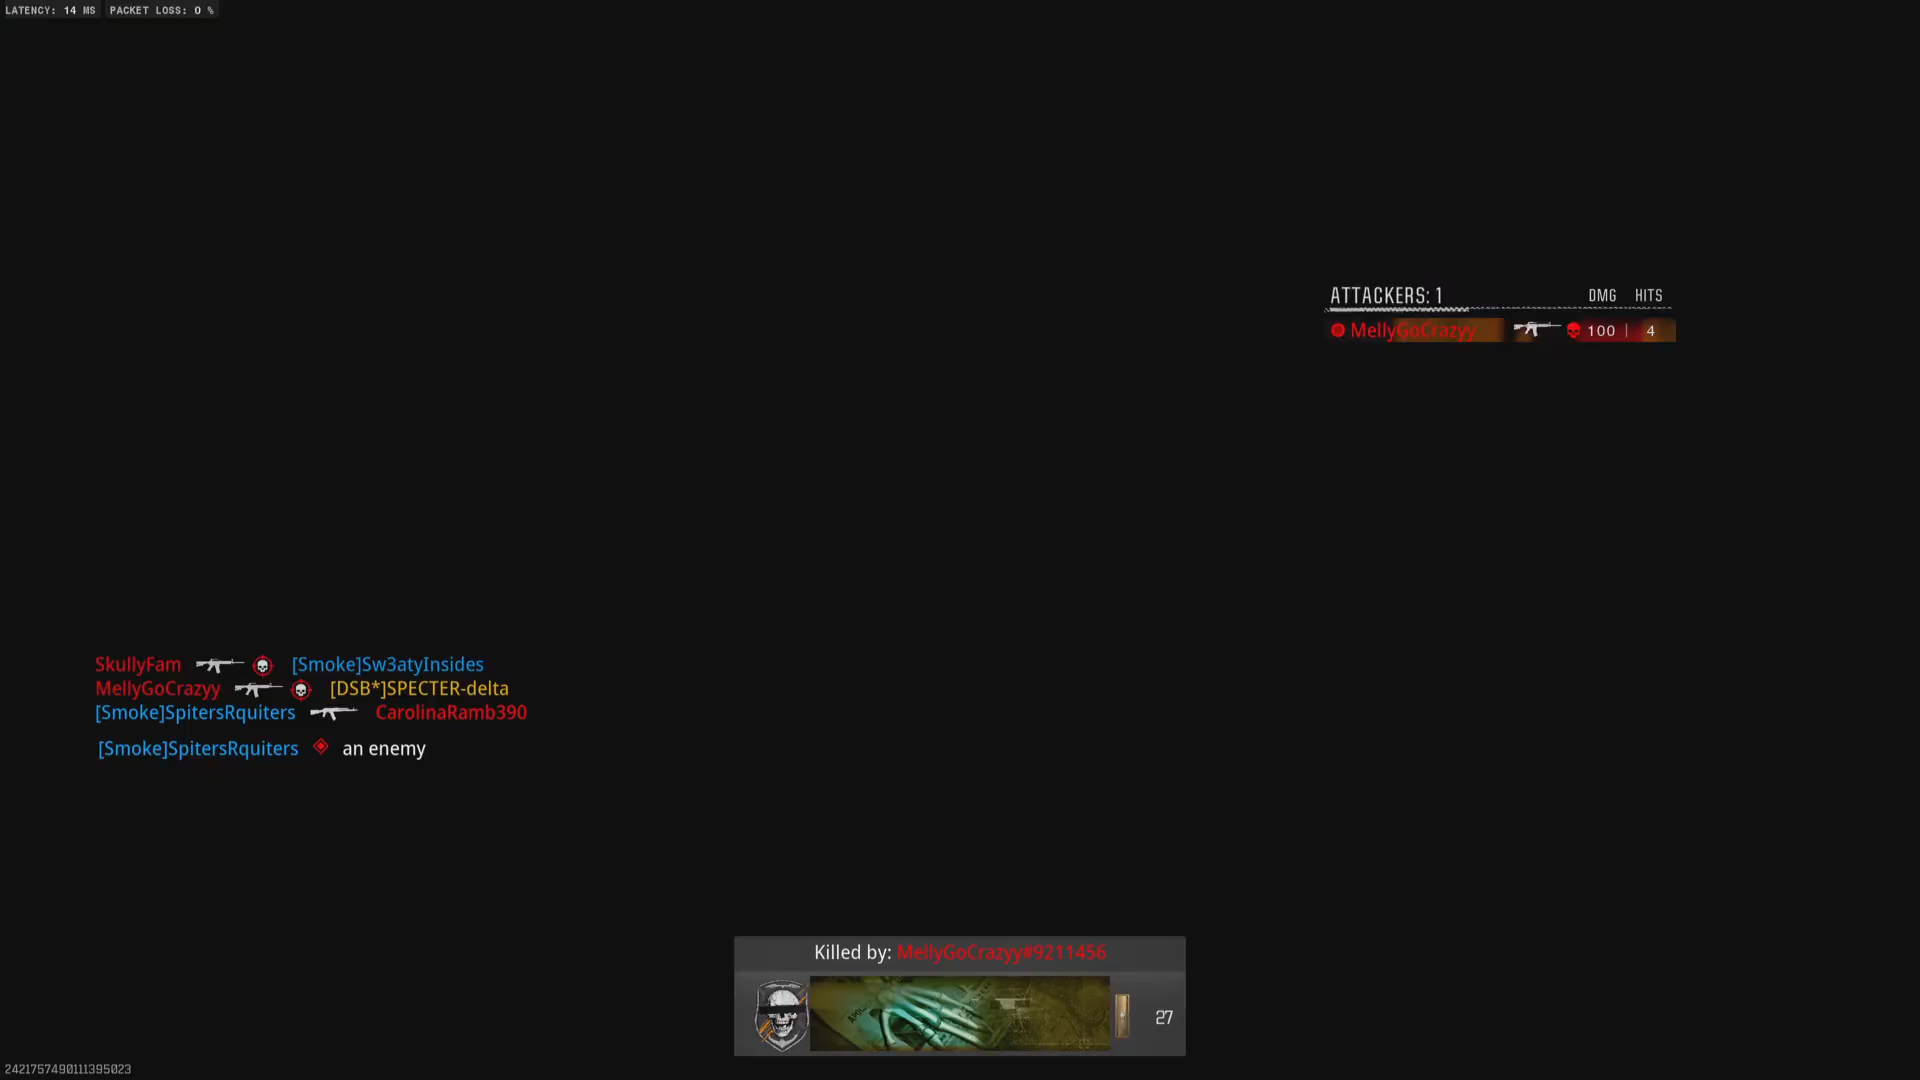 LATENCY: 14 MS PACKET LOSS: 0 %
ATTACKERS: 1 DMG HITS
MellyGoCrazyy 100 | 4
SkullyFam [Smoke]Sw3atyInsides
MellyGoCrazyy [DSB*]SPECTER-delta
[Smoke]SpitersRquiters CarolinaRamb390
[Smoke]SpitersRquiters an enemy
Killed by: MellyGoCrazyy#9211456
27
2421757490111395023